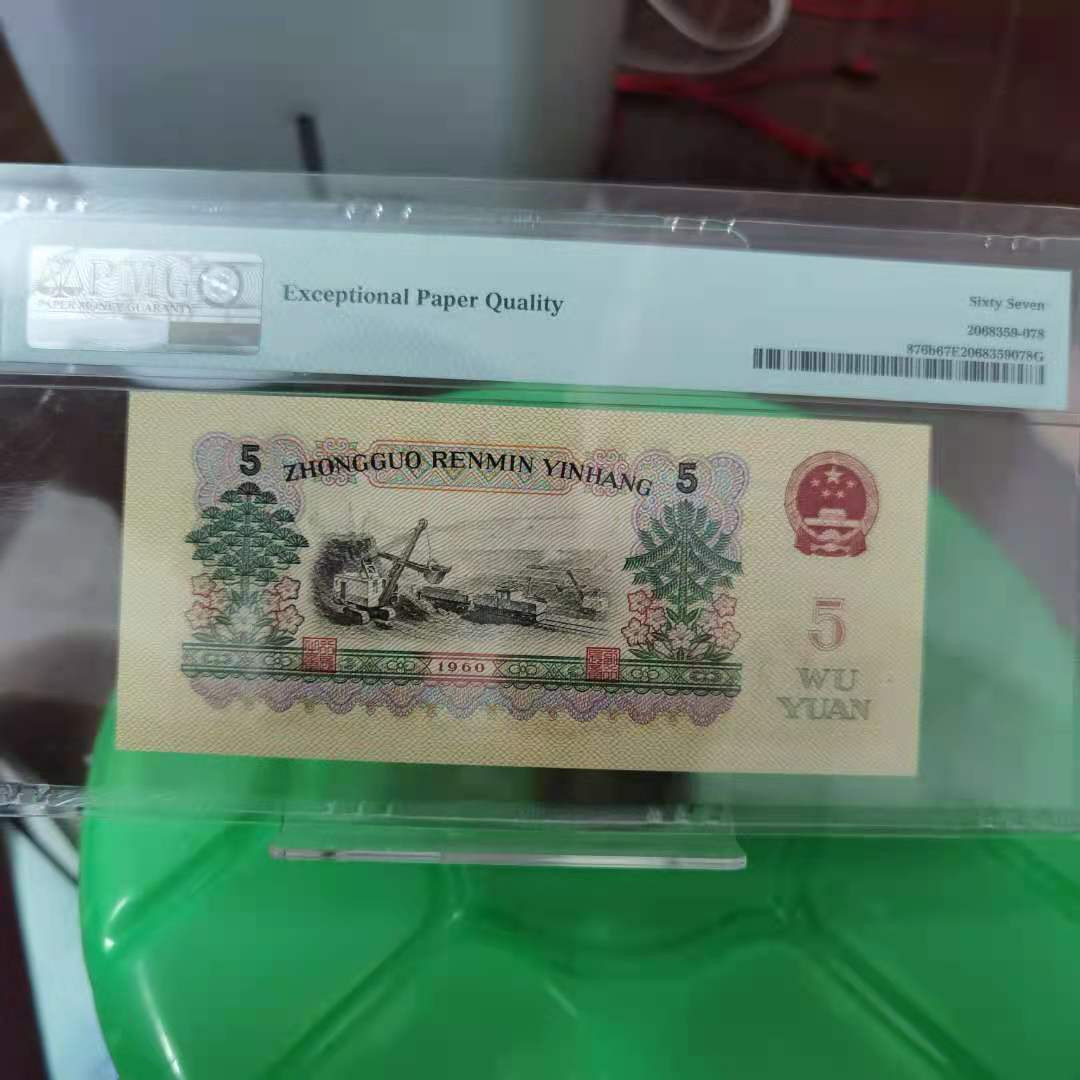 PMG
PAPER MONEY GUARANTY
Exceptional Paper Quality
Sixty Seven
2068359-078
876b67E2068359078G
5
ZHONGGUO RENMIN YINHANG
5
1960
5
WU
YUAN